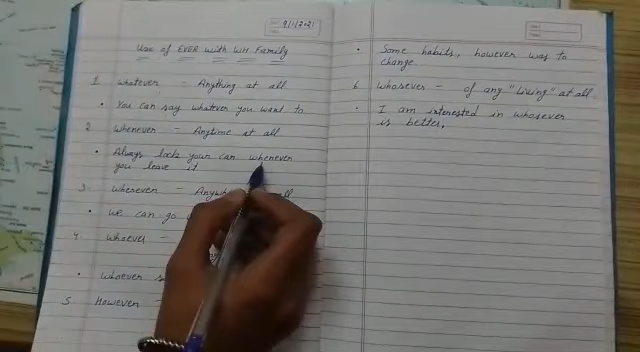 9/1/2021
Use of EVER with WH Family
1 Whatever = Anything at all
• You can say whatever you want to
2 Whenever - Anytime at all
• Always lock your can whenever
you leave it
3 Wherever - all
• We can go
4. Whoever -
• Whoever
5 However -
• Some habits, however was to
change
6 Whosever - of any "living" at all.
• I am interested in whosever
is better.